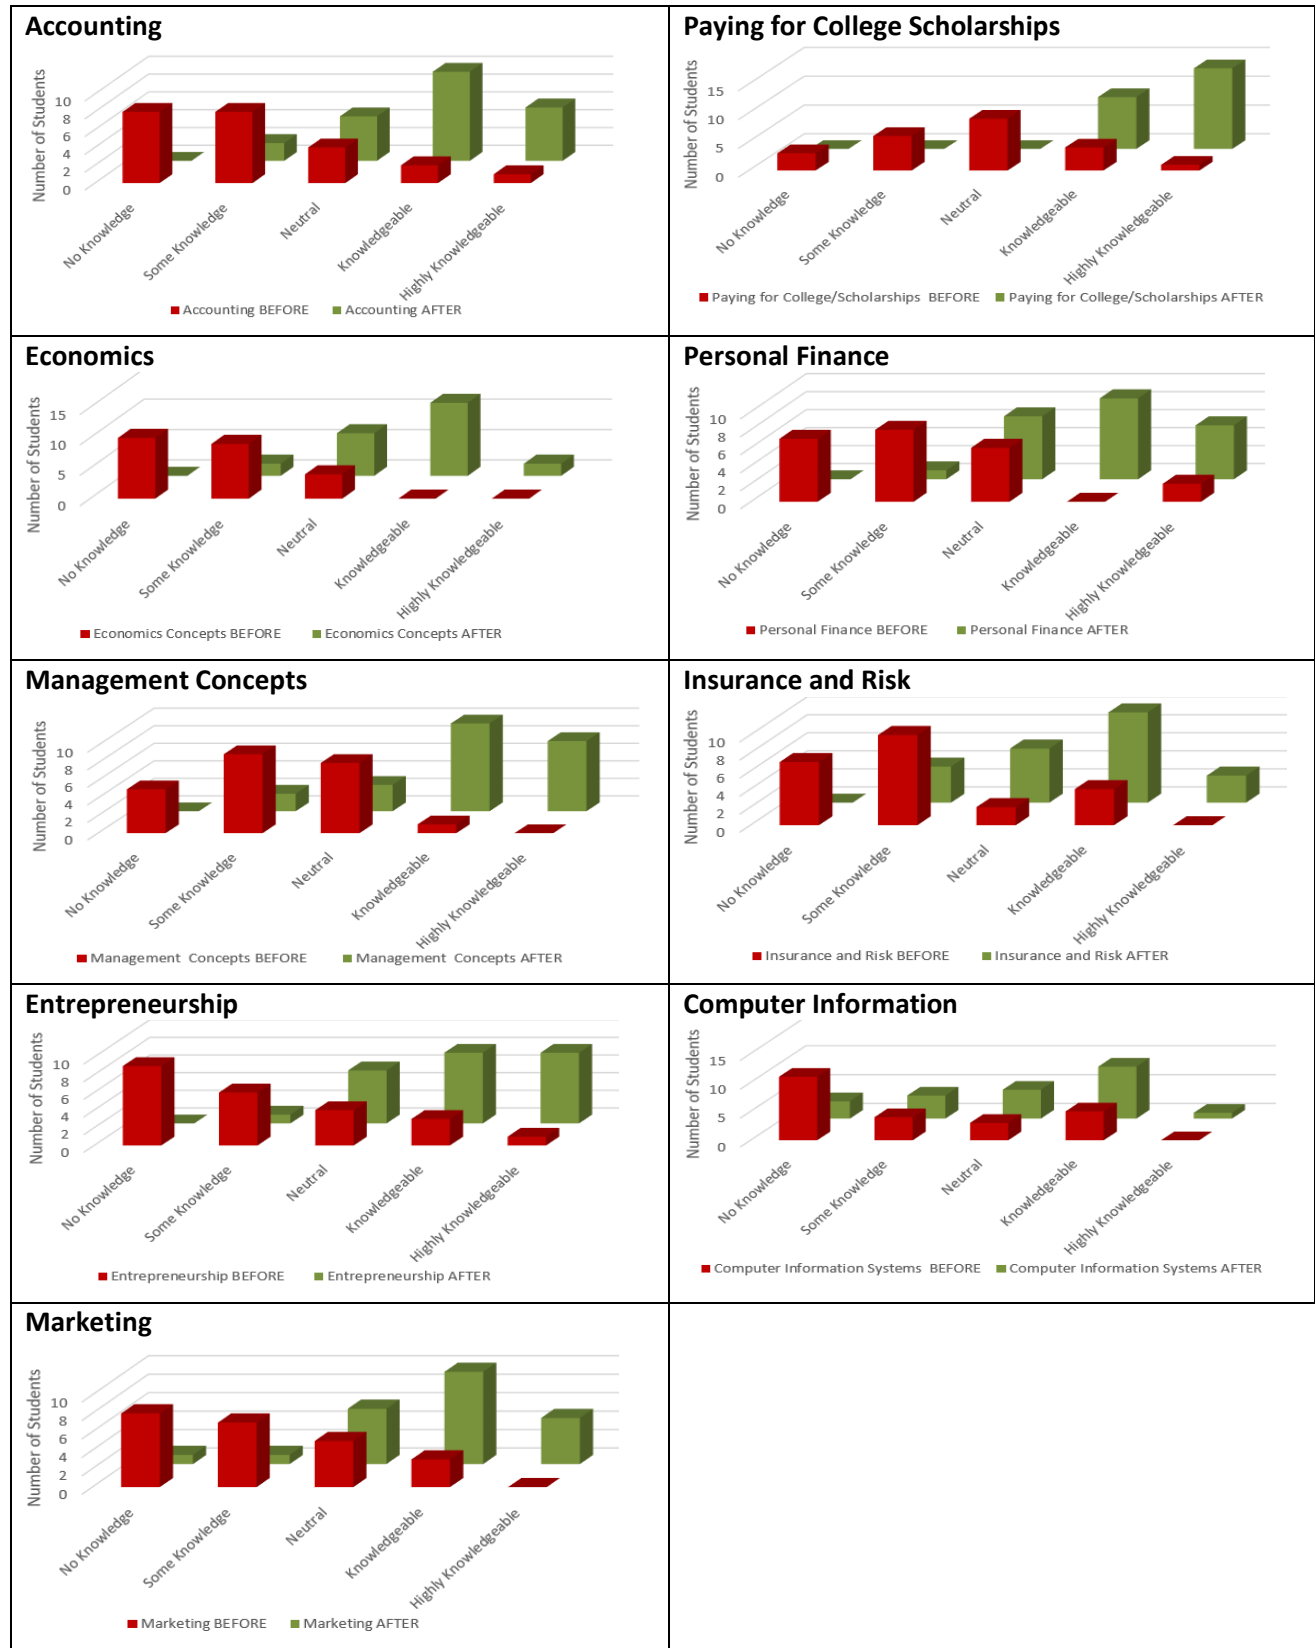 Accounting
Number of Students
10
8
6
4
2
0
No Knowledge
Some Knowledge
Neutral
Knowledgeable
Highly Knowledgeable
Accounting BEFORE
Accounting AFTER
Paying for College Scholarships
Number of Students
15
10
5
0
No Knowledge
Some Knowledge
Neutral
Knowledgeable
Highly Knowledgeable
Paying for College/Scholarships BEFORE
Paying for College/Scholarships AFTER
Economics
Number of Students
15
10
5
0
No Knowledge
Some Knowledge
Neutral
Knowledgeable
Highly Knowledgeable
Economics Concepts BEFORE
Economics Concepts AFTER
Personal Finance
Number of Students
10
8
6
4
2
0
No Knowledge
Some Knowledge
Neutral
Knowledgeable
Highly Knowledgeable
Personal Finance BEFORE
Personal Finance AFTER
Management Concepts
Number of Students
10
8
6
4
2
0
No Knowledge
Some Knowledge
Neutral
Knowledgeable
Highly Knowledgeable
Management Concepts BEFORE
Management Concepts AFTER
Insurance and Risk
Number of Students
10
8
6
4
2
0
No Knowledge
Some Knowledge
Neutral
Knowledgeable
Highly Knowledgeable
Insurance and Risk BEFORE
Insurance and Risk AFTER
Entrepreneurship
Number of Students
10
8
6
4
2
0
No Knowledge
Some Knowledge
Neutral
Knowledgeable
Highly Knowledgeable
Entrepreneurship BEFORE
Entrepreneurship AFTER
Computer Information
Number of Students
15
10
5
0
No Knowledge
Some Knowledge
Neutral
Knowledgeable
Highly Knowledgeable
Computer Information Systems BEFORE
Computer Information Systems AFTER
Marketing
Number of Students
10
8
6
4
2
0
No Knowledge
Some Knowledge
Neutral
Knowledgeable
Highly Knowledgeable
Marketing BEFORE
Marketing AFTER